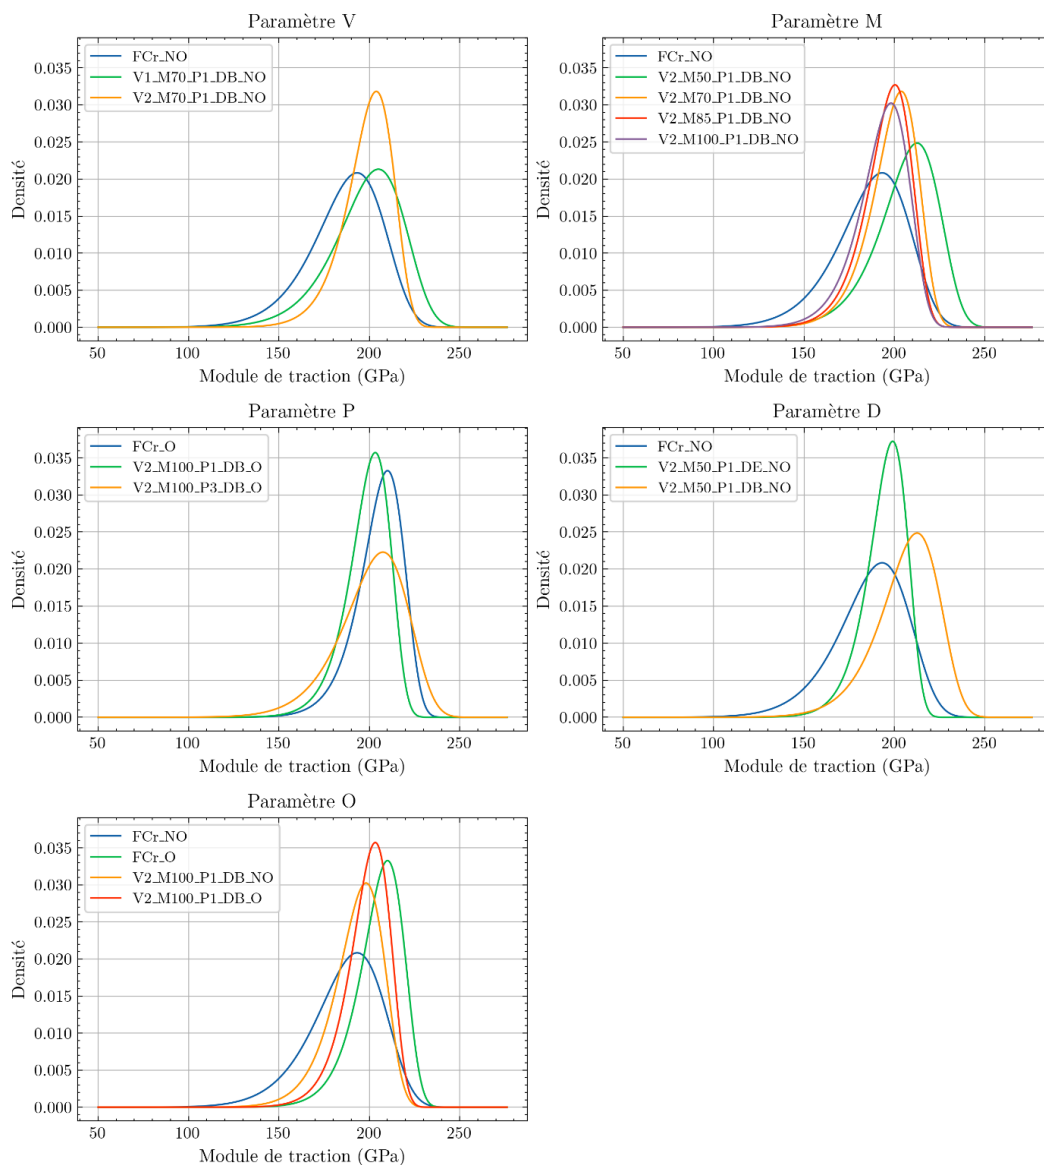 Paramètre V
FCr_NO
V1_M70_P1_DB_NO
V2_M70_P1_DB_NO
0.035
0.030
0.025
0.020
0.015
0.010
0.005
0.000
Densité
50
100
150
200
250
Module de traction (GPa)
Paramètre M
FCr_NO
V2_M50_P1_DB_NO
V2_M70_P1_DB_NO
V2_M85_P1_DB_NO
V2_M100_P1_DB_NO
0.035
0.030
0.025
0.020
0.015
0.010
0.005
0.000
Densité
50
100
150
200
250
Module de traction (GPa)
Paramètre P
FCr_O
V2_M100_P1_DB_O
V2_M100_P3_DB_O
0.035
0.030
0.025
0.020
0.015
0.010
0.005
0.000
Densité
50
100
150
200
250
Module de traction (GPa)
Paramètre D
FCr_NO
V2_M50_P1_DE_NO
V2_M50_P1_DB_NO
0.035
0.030
0.025
0.020
0.015
0.010
0.005
0.000
Densité
50
100
150
200
250
Module de traction (GPa)
Paramètre O
FCr_NO
FCr_O
V2_M100_P1_DB_NO
V2_M100_P1_DB_O
0.035
0.030
0.025
0.020
0.015
0.010
0.005
0.000
Densité
50
100
150
200
250
Module de traction (GPa)